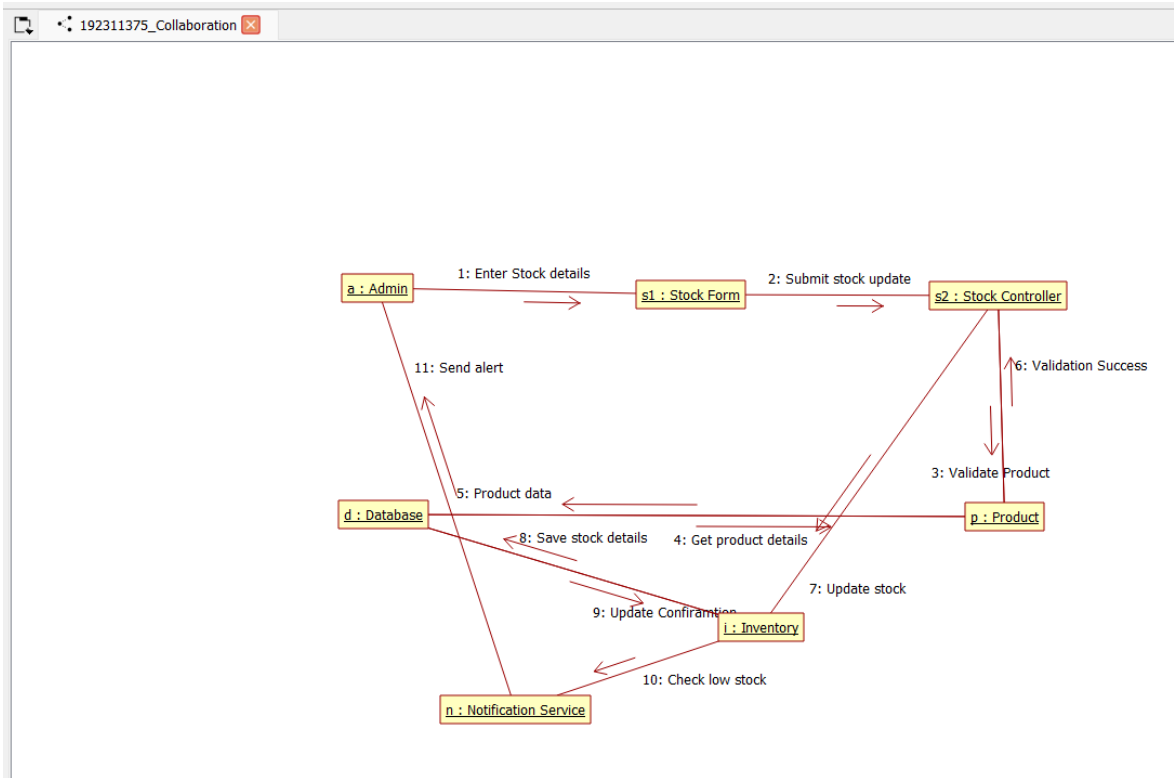 192311375_Collaboration
1: Enter Stock details
2: Submit stock update
a : Admin
s1 : Stock Form
s2 : Stock Controller
11: Send alert
6: Validation Success
3: Validate Product
5: Product data
d : Database
p : Product
8: Save stock details
4: Get product details
7: Update stock
9: Update Confiramtion
i : Inventory
10: Check low stock
n : Notification Service